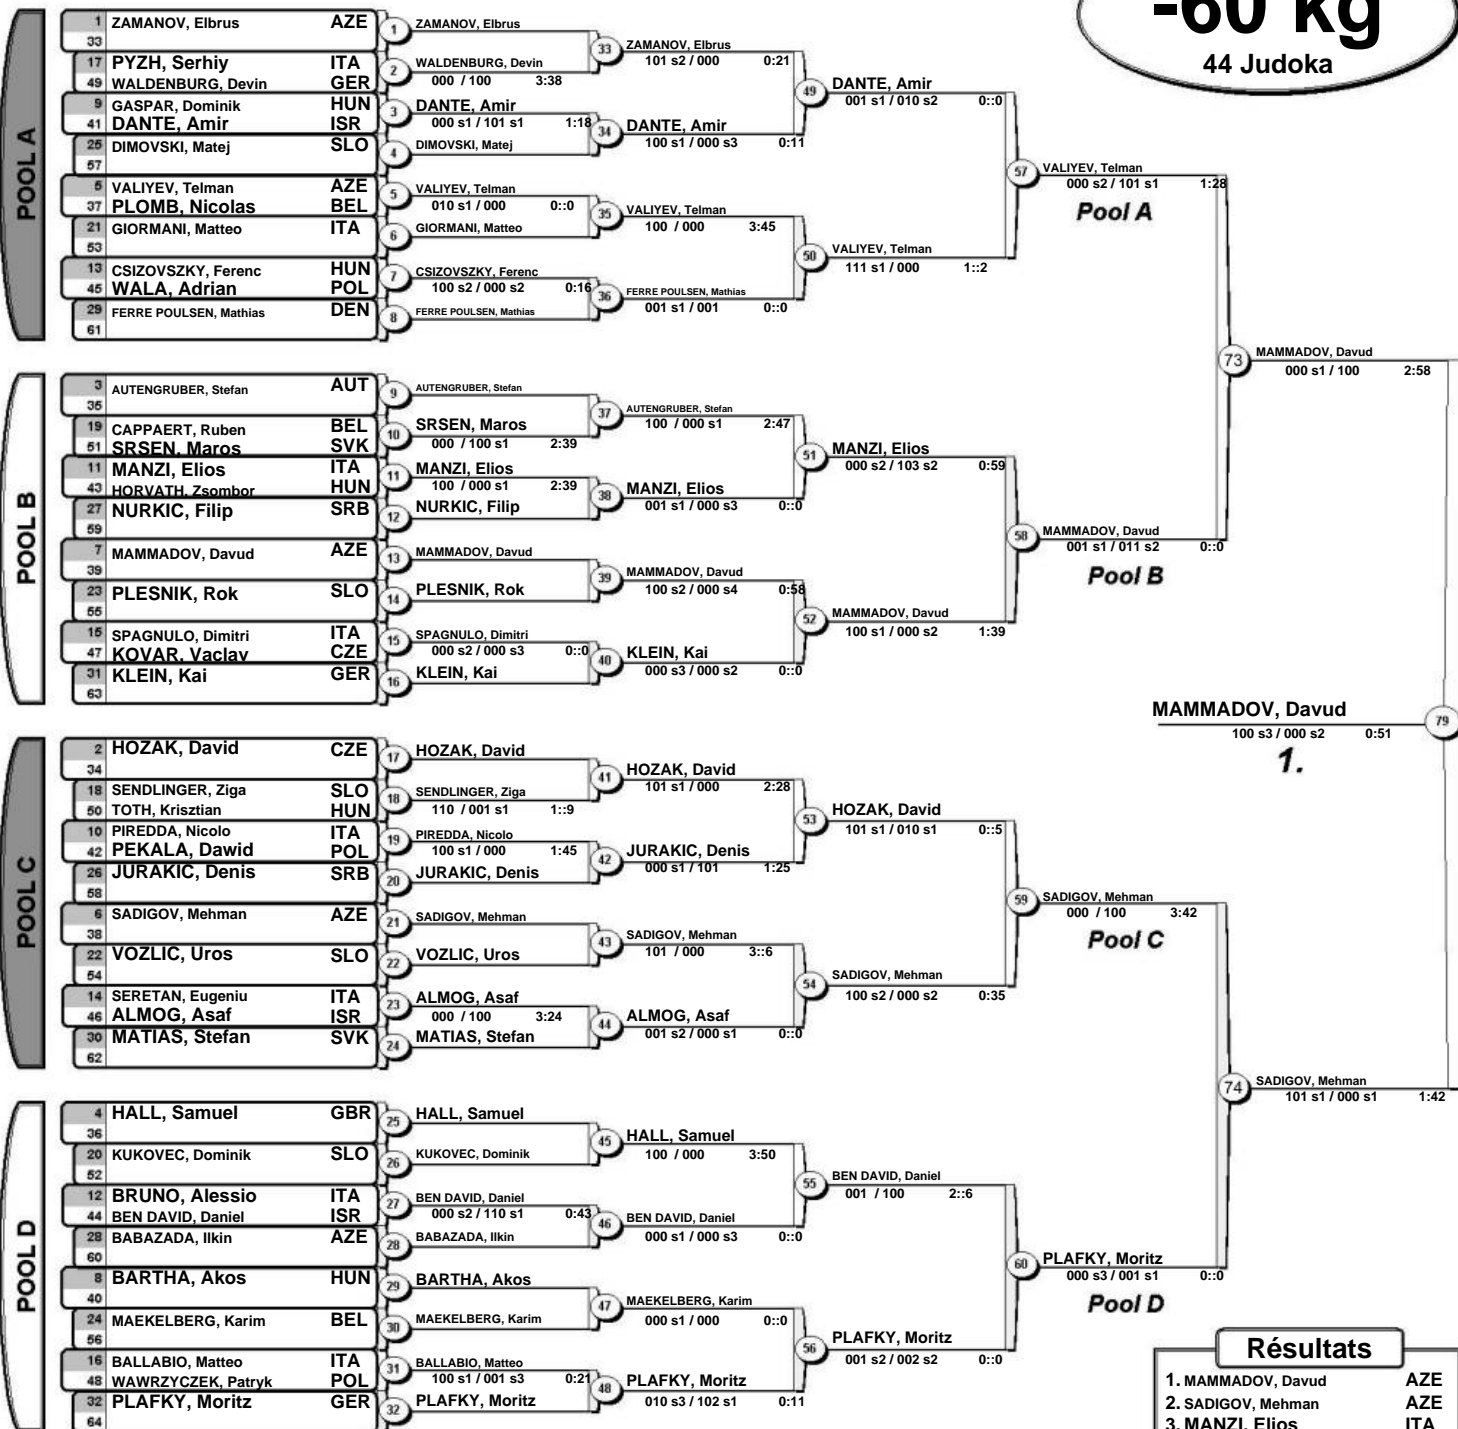 -60 kg
44 Judoka
POOL A
1 ZAMANOV, Elbrus AZE
33
17 PYZH, Serhiy ITA
49 WALDENBURG, Devin GER
9 GASPAR, Dominik HUN
41 DANTE, Amir ISR
25 DIMOVSKI, Matej SLO
57
5 VALIYEV, Telman AZE
37 PLOMB, Nicolas BEL
21 GIORMANI, Matteo ITA
53
13 CSIZOVSZKY, Ferenc HUN
45 WALA, Adrian POL
29 FERRE POULSEN, Mathias DEN
61
1 ZAMANOV, Elbrus
2 WALDENBURG, Devin
000 / 100 3:38
3 DANTE, Amir
000 s1 / 101 s1 1:18
4 DIMOVSKI, Matej
5 VALIYEV, Telman
010 s1 / 000 0::0
6 GIORMANI, Matteo
7 CSIZOVSZKY, Ferenc
100 s2 / 000 s2 0:16
8 FERRE POULSEN, Mathias
33 ZAMANOV, Elbrus
101 s2 / 000 0:21
34 DANTE, Amir
100 s1 / 000 s3 0:11
35 VALIYEV, Telman
100 / 000 3:45
36 FERRE POULSEN, Mathias
001 s1 / 001 0::0
49 DANTE, Amir
001 s1 / 010 s2 0::0
50 VALIYEV, Telman
111 s1 / 000 1::2
57 VALIYEV, Telman
000 s2 / 101 s1 1:28
Pool A
POOL B
3 AUTENGRUBER, Stefan AUT
35
19 CAPPAERT, Ruben BEL
51 SRSEN, Maros SVK
11 MANZI, Elios ITA
43 HORVATH, Zsombor HUN
27 NURKIC, Filip SRB
59
7 MAMMADOV, Davud AZE
39
23 PLESNIK, Rok SLO
55
15 SPAGNULO, Dimitri ITA
47 KOVAR, Vaclav CZE
31 KLEIN, Kai GER
63
9 AUTENGRUBER, Stefan
10 SRSEN, Maros
000 / 100 s1 2:39
11 MANZI, Elios
100 / 000 s1 2:39
12 NURKIC, Filip
13 MAMMADOV, Davud
14 PLESNIK, Rok
15 SPAGNULO, Dimitri
000 s2 / 000 s3 0::0
16 KLEIN, Kai
37 AUTENGRUBER, Stefan
100 / 000 s1 2:47
38 MANZI, Elios
001 s1 / 000 s3 0::0
39 MAMMADOV, Davud
100 s2 / 000 s4 0:58
40 KLEIN, Kai
000 s3 / 000 s2 0::0
51 MANZI, Elios
000 s2 / 103 s2 0:59
52 MAMMADOV, Davud
100 s1 / 000 s2 1:39
58 MAMMADOV, Davud
001 s1 / 011 s2 0::0
Pool B
73 MAMMADOV, Davud
000 s1 / 100 2:58
MAMMADOV, Davud 79
100 s3 / 000 s2 0:51
1.
POOL C
2 HOZAK, David CZE
34
18 SENDLINGER, Ziga SLO
50 TOTH, Krisztian HUN
10 PIREDDA, Nicolo ITA
42 PEKALA, Dawid POL
26 JURAKIC, Denis SRB
58
6 SADIGOV, Mehman AZE
38
22 VOZLIC, Uros SLO
54
14 SERETAN, Eugeniu ITA
46 ALMOG, Asaf ISR
30 MATIAS, Stefan SVK
62
17 HOZAK, David
18 SENDLINGER, Ziga
110 / 001 s1 1::9
19 PIREDDA, Nicolo
100 s1 / 000 1:45
20 JURAKIC, Denis
21 SADIGOV, Mehman
22 VOZLIC, Uros
23 ALMOG, Asaf
000 / 100 3:24
24 MATIAS, Stefan
41 HOZAK, David
101 s1 / 000 2:28
42 JURAKIC, Denis
000 s1 / 101 1:25
43 SADIGOV, Mehman
101 / 000 3::6
44 ALMOG, Asaf
001 s2 / 000 s1 0::0
53 HOZAK, David
101 s1 / 010 s1 0::5
54 SADIGOV, Mehman
100 s2 / 000 s2 0:35
59 SADIGOV, Mehman
000 / 100 3:42
Pool C
POOL D
4 HALL, Samuel GBR
36
20 KUKOVEC, Dominik SLO
52
12 BRUNO, Alessio ITA
44 BEN DAVID, Daniel ISR
28 BABAZADA, Ilkin AZE
60
8 BARTHA, Akos HUN
40
24 MAEKELBERG, Karim BEL
56
16 BALLABIO, Matteo ITA
48 WAWRZYCZEK, Patryk POL
32 PLAFKY, Moritz GER
64
25 HALL, Samuel
26 KUKOVEC, Dominik
27 BEN DAVID, Daniel
000 s2 / 110 s1 0:43
28 BABAZADA, Ilkin
29 BARTHA, Akos
30 MAEKELBERG, Karim
31 BALLABIO, Matteo
100 s1 / 001 s3 0:21
32 PLAFKY, Moritz
45 HALL, Samuel
100 / 000 3:50
46 BEN DAVID, Daniel
000 s1 / 000 s3 0::0
47 MAEKELBERG, Karim
000 s1 / 000 0::0
48 PLAFKY, Moritz
010 s3 / 102 s1 0:11
55 BEN DAVID, Daniel
001 / 100 2::6
56 PLAFKY, Moritz
001 s2 / 002 s2 0::0
60 PLAFKY, Moritz
000 s3 / 001 s1 0::0
Pool D
74 SADIGOV, Mehman
101 s1 / 000 s1 1:42
Résultats
1. MAMMADOV, Davud AZE
2. SADIGOV, Mehman AZE
3. MANZI, Elios ITA